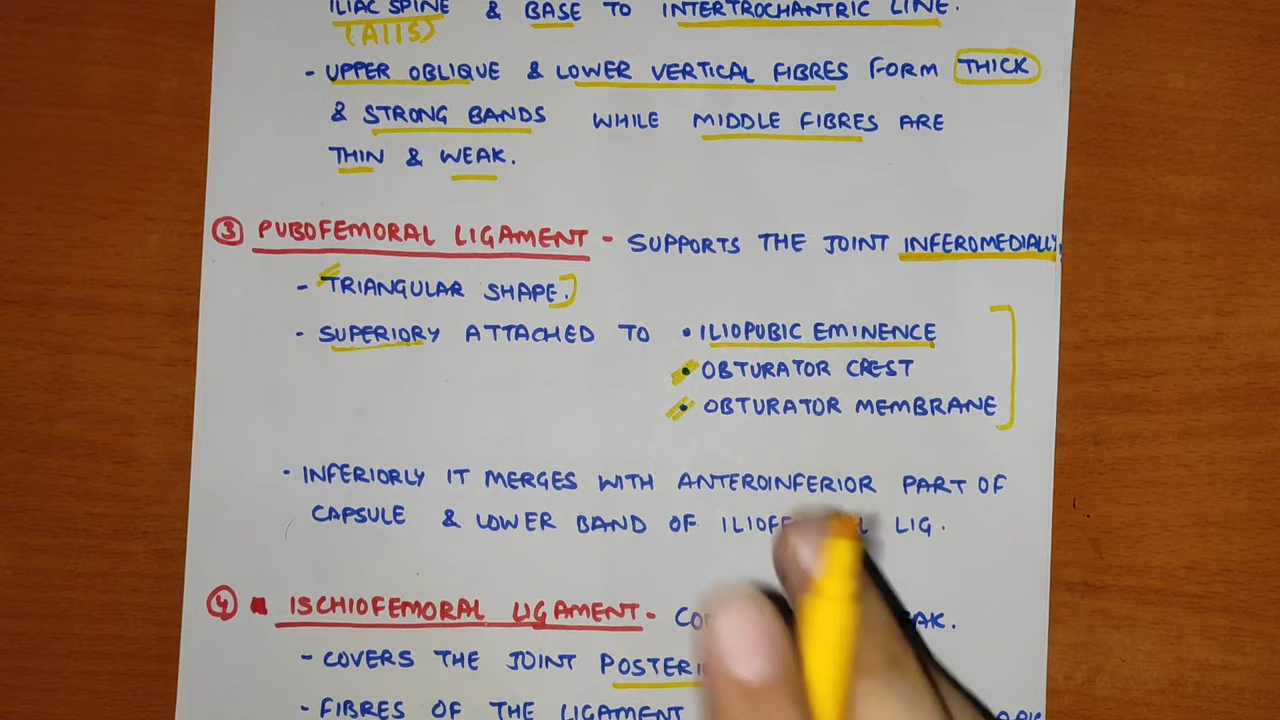 ILIAC SPINE & BASE TO INTERTROCHANTRIC LINE.
(AIIS)
- UPPER OBLIQUE & LOWER VERTICAL FIBRES FORM THICK
& STRONG BANDS WHILE MIDDLE FIBRES ARE
THIN & WEAK.
③ PUBOFEMORAL LIGAMENT - SUPPORTS THE JOINT INFEROMEDIALLY.
- TRIANGULAR SHAPE.
- SUPERIORY ATTACHED TO • ILIOPUBIC EMINENCE
• OBTURATOR CREST
• OBTURATOR MEMBRANE
- INFERIORLY IT MERGES WITH ANTEROINFERIOR PART OF
CAPSULE & LOWER BAND OF LIG.
④ ISCHIOFEMORAL LIGAMENT -
- COVERS THE JOINT
- FIBRES OF THE LIGAMENT